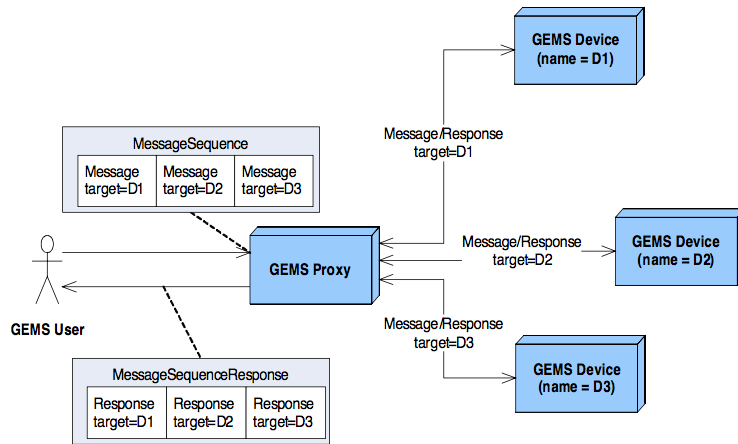 GEMS Device
(name = D1)
Message/Response
target=D1
MessageSequence
Message Message Message
target=D1 target=D2 target=D3
GEMS Proxy
Message/Response
target=D2
GEMS Device
(name = D2)
GEMS User
Message/Response
target=D3
GEMS Device
(name = D3)
MessageSequenceResponse
Response Response Response
target=D1 target=D2 target=D3